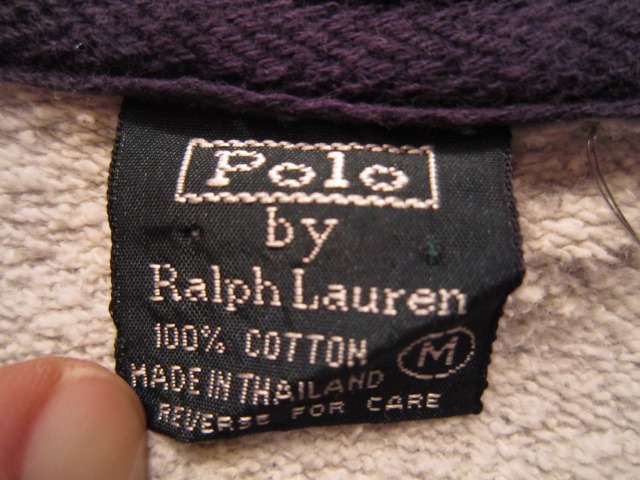 Polo
by
Ralph Lauren
100% COTTON M
MADE IN THAILAND
REVERSE FOR CARE